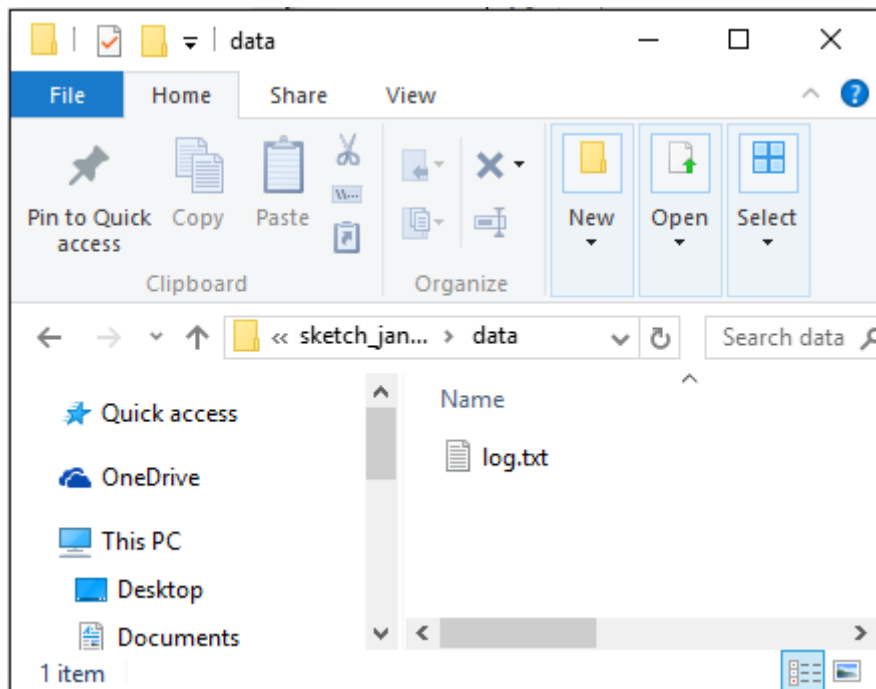 data
File Home Share View
Pin to Quick access
Copy
Paste
Clipboard
Organize
New
Open
Select
« sketch_jan... > data
Search data
Quick access
OneDrive
This PC
Desktop
Documents
Name
log.txt
1 item